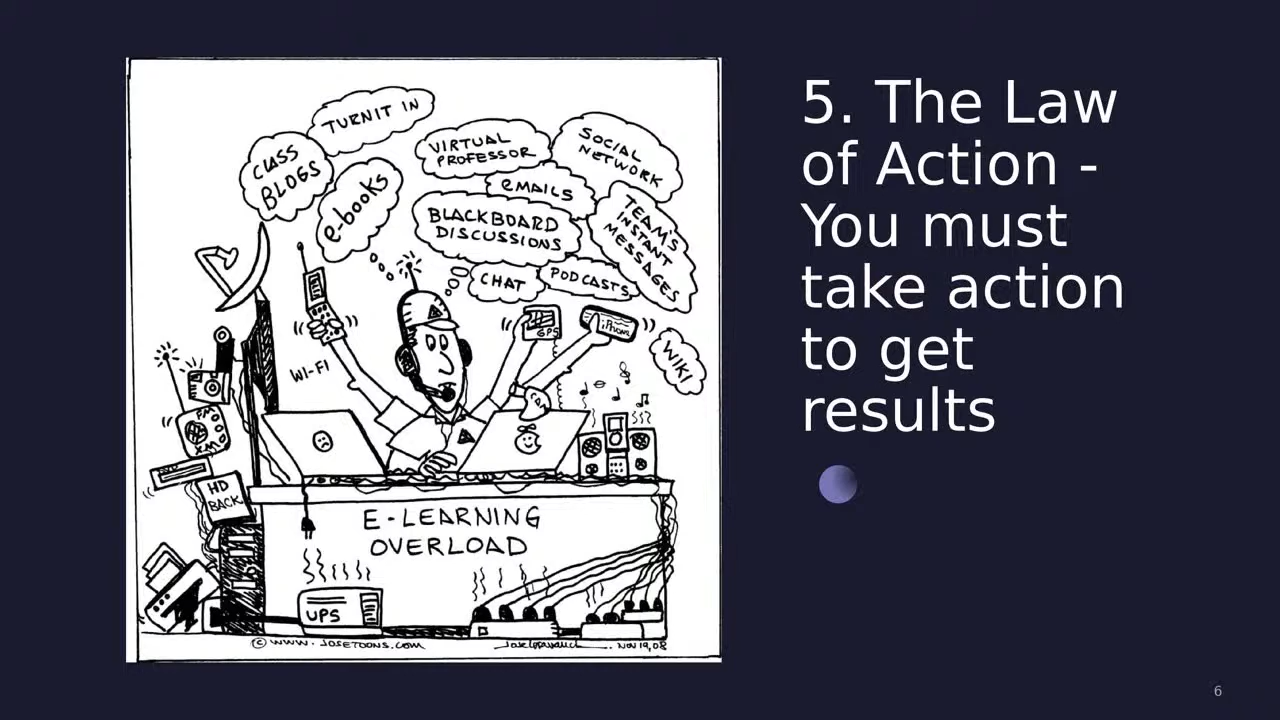 TURNIT IN
CLASS
BLOGS
e-books
VIRTUAL
PROFESSOR
SOCIAL
NETWORK
EMAILS
BLACKBOARD
DISCUSSIONS
TEAM'S
INSTANT
MESSAGES
CHAT
PODCASTS
WIKI
GPS
iPhone
WI-FI
HD
BACK
E-LEARNING
OVERLOAD
UPS
© WWW.JOSETOONS.COM
NOV 19, 08
5. The Law
of Action -
You must
take action
to get
results
6